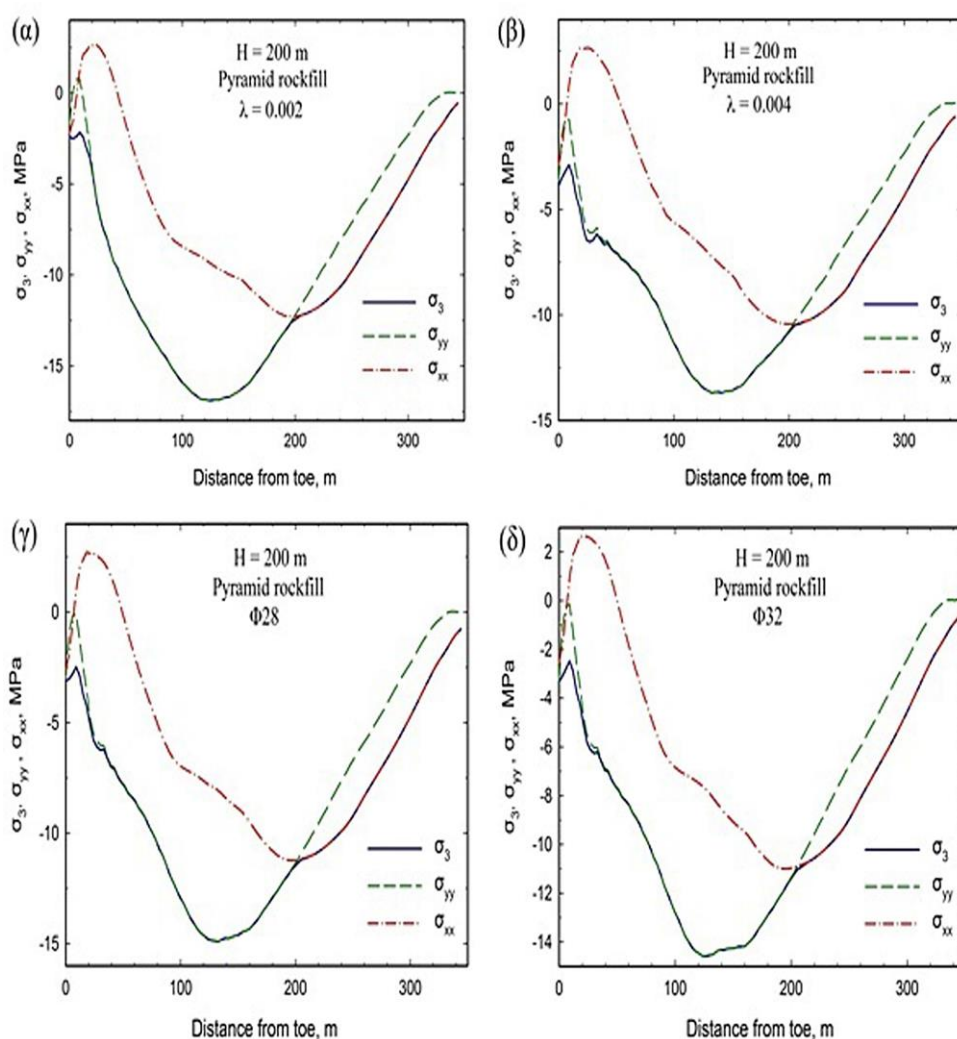 (α)
H = 200 m
Pyramid rockfill
λ = 0.002
0
-5
-10
-15
σ₃, σyy , σxx, MPa
σ₃
σyy
σxx
0 100 200 300
Distance from toe, m
(β)
H = 200 m
Pyramid rockfill
λ = 0.004
0
-5
-10
-15
σ₃, σyy , σxx, MPa
σ₃
σyy
σxx
0 100 200 300
Distance from toe, m
(γ)
H = 200 m
Pyramid rockfill
Φ28
0
-5
-10
-15
σ₃, σyy , σxx, MPa
σ₃
σyy
σxx
0 100 200 300
Distance from toe, m
(δ)
H = 200 m
Pyramid rockfill
Φ32
2
0
-2
-4
-6
-8
-10
-12
-14
σ₃, σyy , σxx, MPa
σ₃
σyy
σxx
0 100 200 300
Distance from toe, m